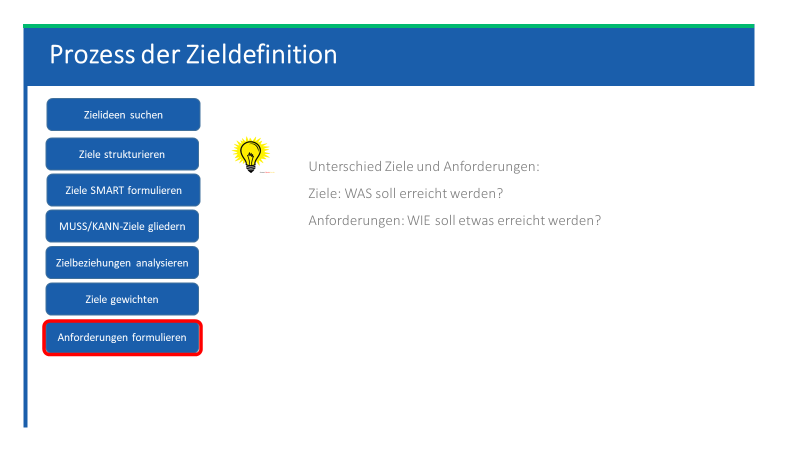 Prozess der Zieldefinition
Zielideen suchen
Ziele strukturieren
Ziele SMART formulieren
MUSS/KANN-Ziele gliedern
Zielbeziehungen analysieren
Ziele gewichten
Anforderungen formulieren
Unterschied Ziele und Anforderungen:
Ziele: WAS soll erreicht werden?
Anforderungen: WIE soll etwas erreicht werden?